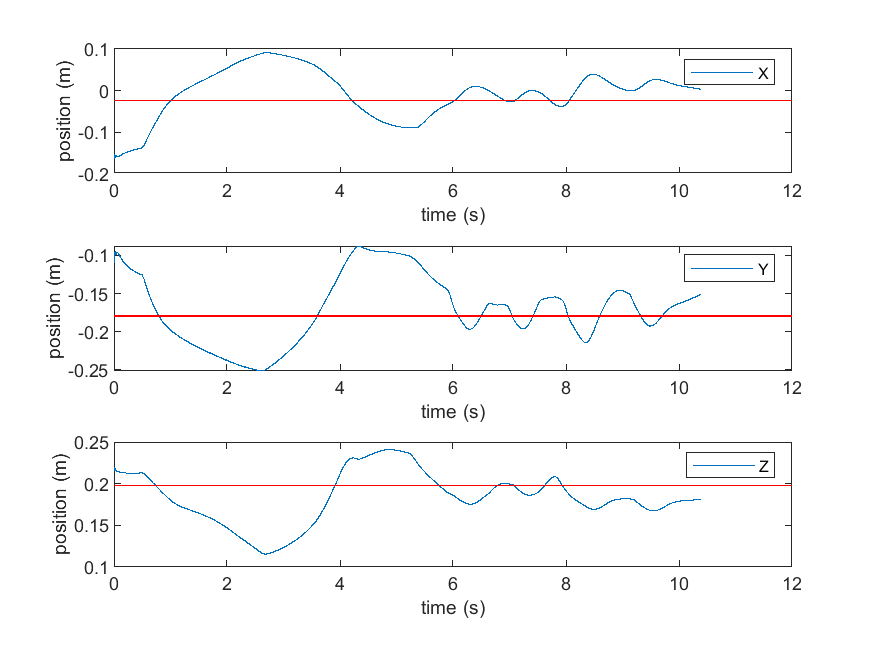 position (m)
0.1
0
-0.1
-0.2
X
0 2 4 6 8 10 12
time (s)
position (m)
-0.1
-0.15
-0.2
-0.25
Y
0 2 4 6 8 10 12
time (s)
position (m)
0.25
0.2
0.15
0.1
Z
0 2 4 6 8 10 12
time (s)